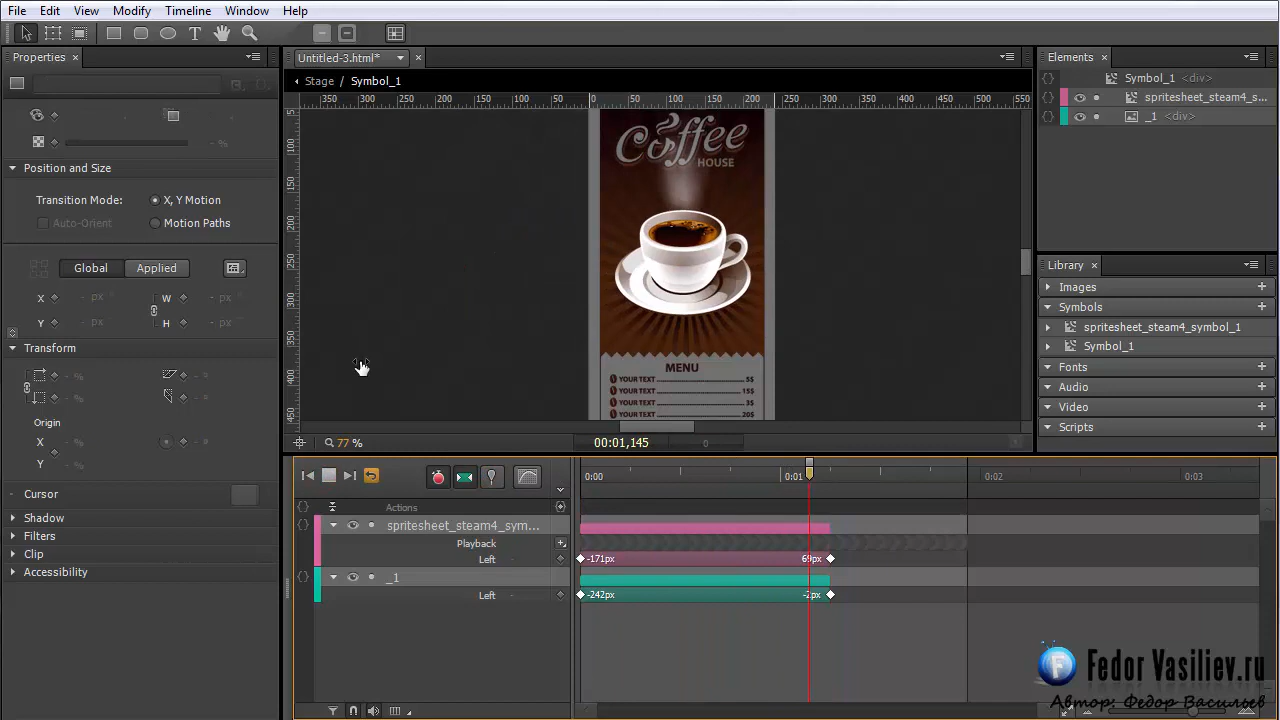 File Edit View Modify Timeline Window Help
Properties
Untitled-3.html*
Stage / Symbol_1
350 300 250 200 150 100 50 0 50 100 150 200 250 300 350 400 450 500 550
Coffee
HOUSE
MENU
YOUR TEXT 5$
YOUR TEXT 15$
YOUR TEXT 3$
YOUR TEXT 20$
Position and Size
Transition Mode: X, Y Motion
Auto-Orient Motion Paths
Global Applied
X - px W - px
Y - px H - px
Transform
Origin
X - %
Y - %
Cursor
Shadow
Filters
Clip
Accessibility
Elements
Symbol_1 <div>
spritesheet_steam4_s...
_1 <div>
Library
Images
Symbols
spritesheet_steam4_symbol_1
Symbol_1
Fonts
Audio
Video
Scripts
77 % 00:01,145 0
0:00 0:01 0:02 0:03
Actions
spritesheet_steam4_sym...
Playback
Left -171px 69px
_1
Left -242px -2px
Fedor Vasiliev.ru
Автор: Федор Васильев